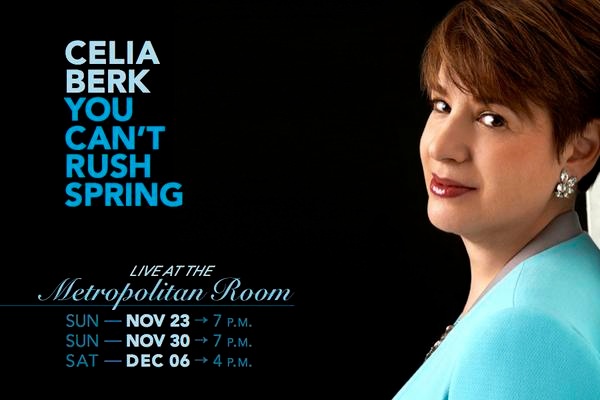 CELIA
BERK
YOU
CAN'T
RUSH
SPRING
LIVE AT THE
Metropolitan Room
SUN — NOV 23 → 7 P.M.
SUN — NOV 30 → 7 P.M.
SAT — DEC 06 → 4 P.M.